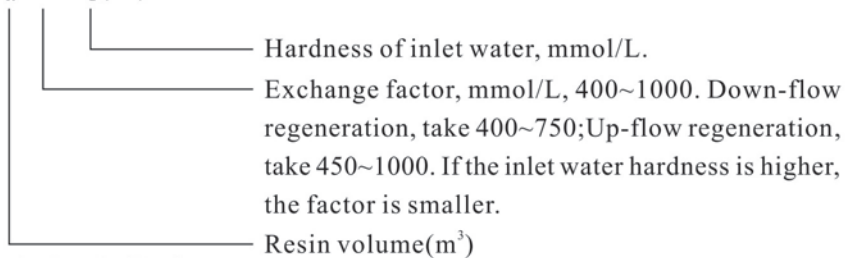 Hardness of inlet water, mmol/L.
Exchange factor, mmol/L, 400~1000. Down-flow
regeneration, take 400~750;Up-flow regeneration,
take 450~1000. If the inlet water hardness is higher,
the factor is smaller.
Resin volume(m³)